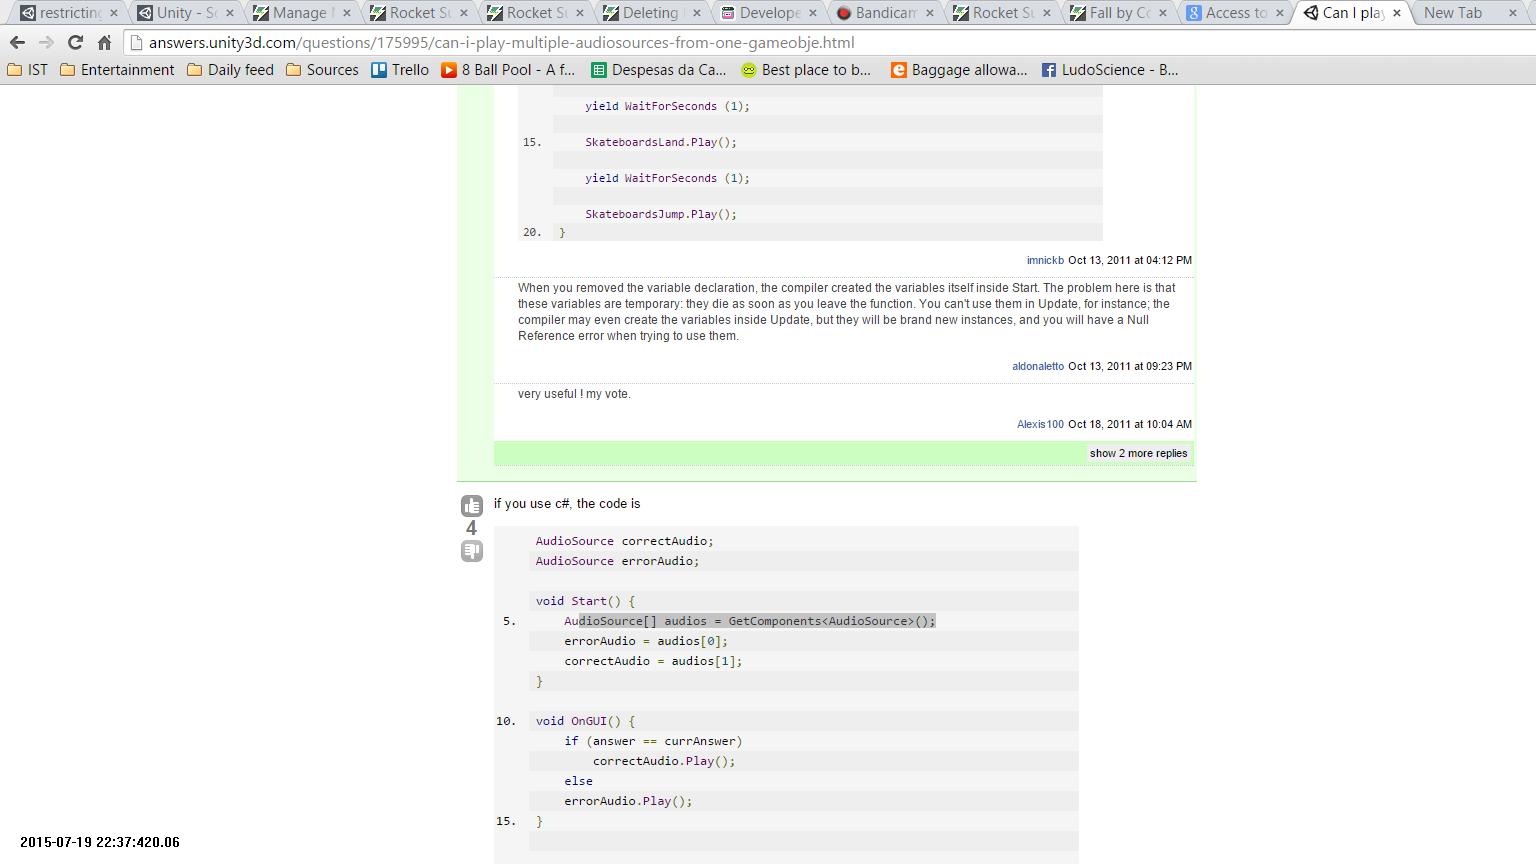 restricting Unity - Sc Manage Rocket Su Rocket Su Deleting Develope Bandicam Rocket Su Fall by Co Access to Can I play New Tab
answers.unity3d.com/questions/175995/can-i-play-multiple-audiosources-from-one-gameobje.html
IST Entertainment Daily feed Sources Trello 8 Ball Pool - A f... Despesas da Ca... Best place to b... Baggage allowa... LudoScience - B...
yield WaitForSeconds (1);
15. SkateboardsLand.Play();
yield WaitForSeconds (1);
SkateboardsJump.Play();
20. }
imnickb Oct 13, 2011 at 04:12 PM
When you removed the variable declaration, the compiler created the variables itself inside Start. The problem here is that
these variables are temporary: they die as soon as you leave the function. You can't use them in Update, for instance; the
compiler may even create the variables inside Update, but they will be brand new instances, and you will have a Null
Reference error when trying to use them.
aldonaletto Oct 13, 2011 at 09:23 PM
very useful ! my vote.
Alexis100 Oct 18, 2011 at 10:04 AM
show 2 more replies
4
if you use c#, the code is
AudioSource correctAudio;
AudioSource errorAudio;
void Start() {
5. AudioSource[] audios = GetComponents<AudioSource>();
errorAudio = audios[0];
correctAudio = audios[1];
}
10. void OnGUI() {
if (answer == currAnswer)
correctAudio.Play();
else
errorAudio.Play();
15. }
2015-07-19 22:37:420.06